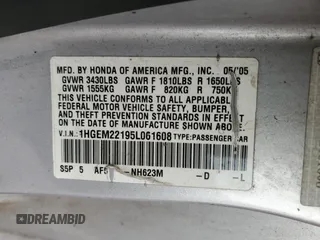 MFD. BY HONDA OF AMERICA MFG., INC. 05/05
GVWR 3430LBS GAWR F 1810LBS R 1650LBS
GVWR 1555KG GAWR F 820KG R 750KG
THIS VEHICLE CONFORMS TO ALL APPLICABLE
FEDERAL MOTOR VEHICLE SAFETY, BUMPER, AND
THEFT PREVENTION STANDARDS IN EFFECT ON THE
DATE OF MANUFACTURE SHOWN ABOVE.
V.I.N: 1HGEM22195L061608 TYPE: PASSENGER CAR
S5P 5 AF5 -NH623M -D -L
DREAMBID